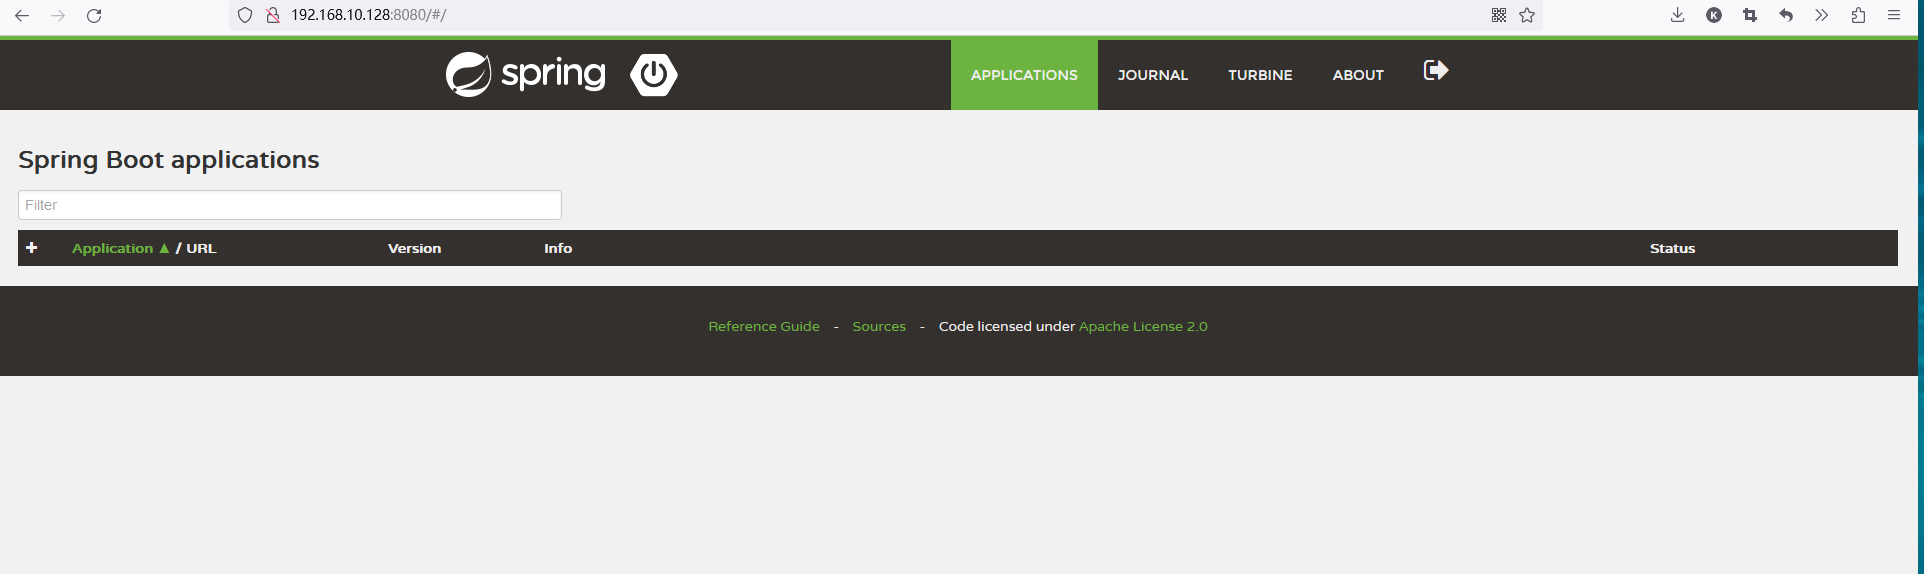 192.168.10.128:8080/#/
K
spring
APPLICATIONS JOURNAL TURBINE ABOUT
Spring Boot applications
Filter
Application ▲ / URL Version Info Status
Reference Guide - Sources - Code licensed under Apache License 2.0